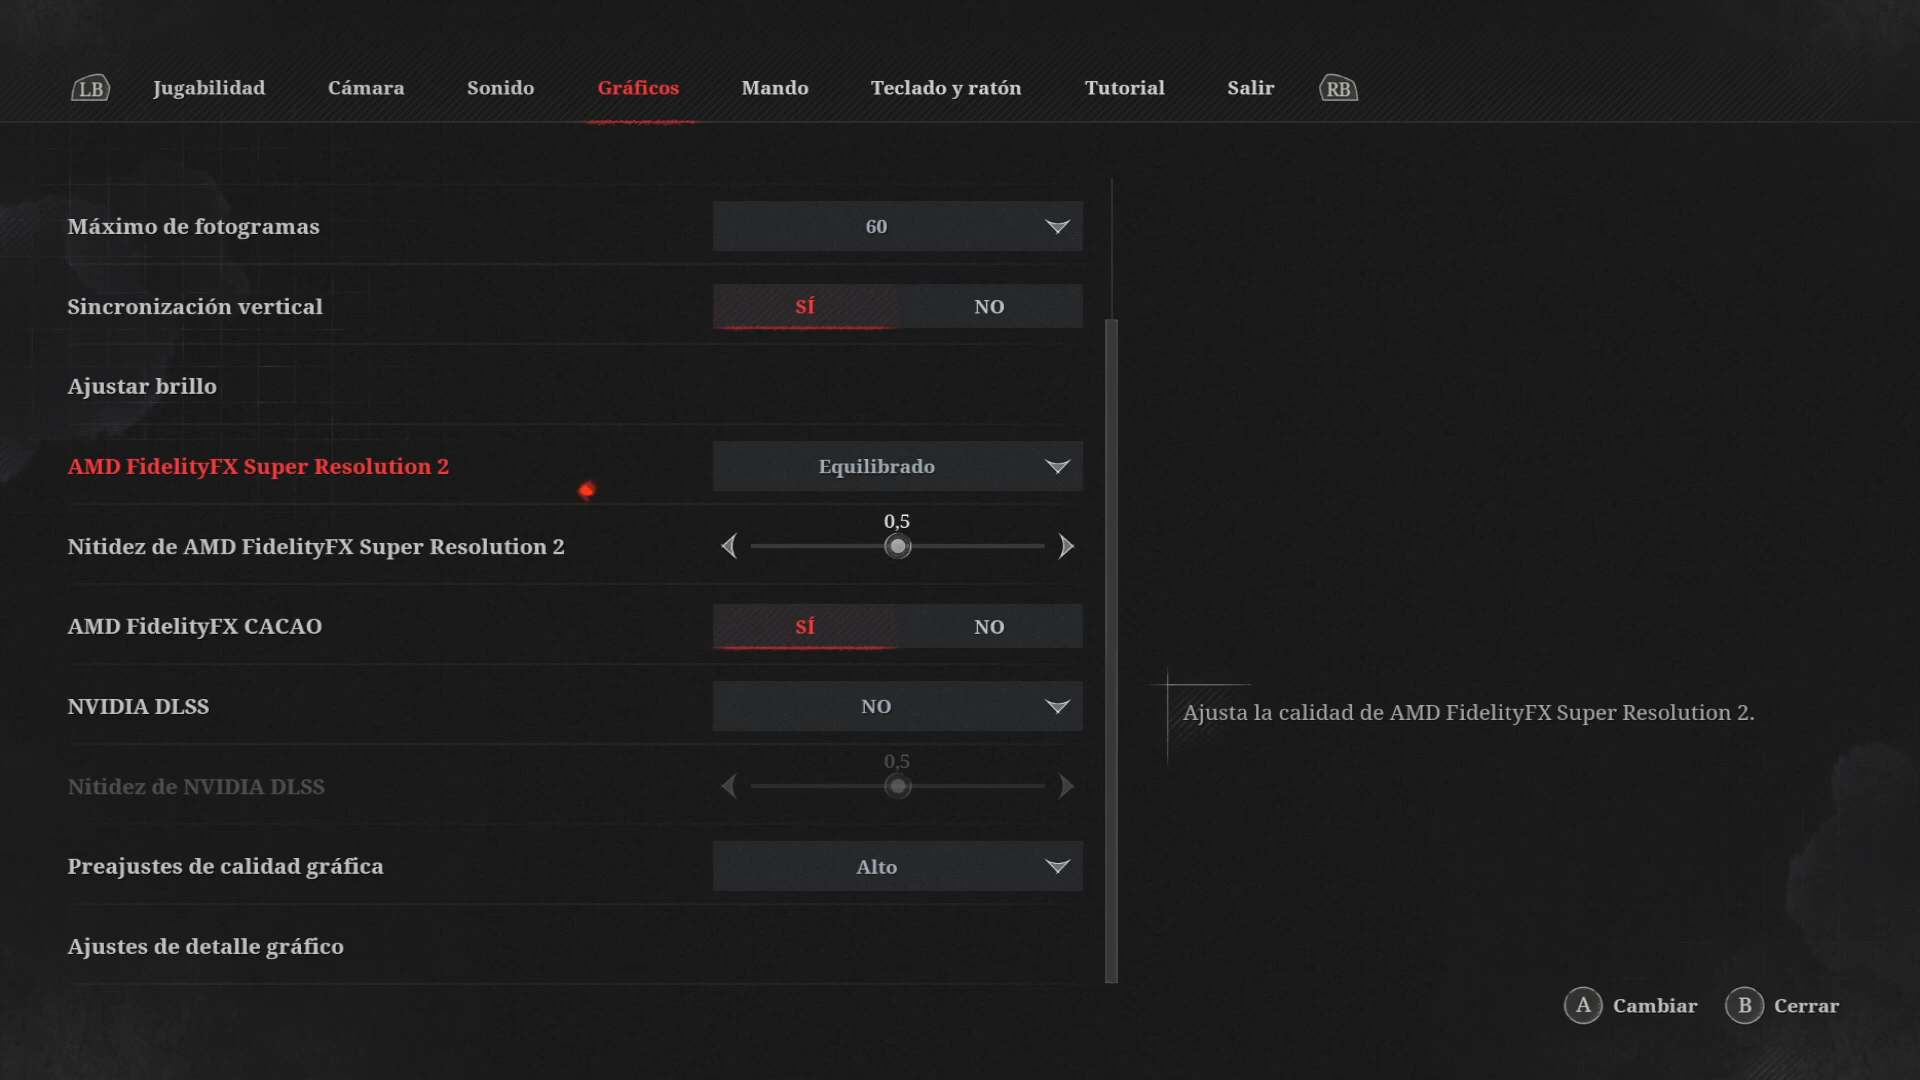 LB Jugabilidad Cámara Sonido Gráficos Mando Teclado y ratón Tutorial Salir RB
Máximo de fotogramas 60
Sincronización vertical SÍ NO
Ajustar brillo
AMD FidelityFX Super Resolution 2 Equilibrado
0,5
Nitidez de AMD FidelityFX Super Resolution 2
AMD FidelityFX CACAO SÍ NO
NVIDIA DLSS NO
Ajusta la calidad de AMD FidelityFX Super Resolution 2.
0,5
Nitidez de NVIDIA DLSS
Preajustes de calidad gráfica Alto
Ajustes de detalle gráfico
A Cambiar B Cerrar